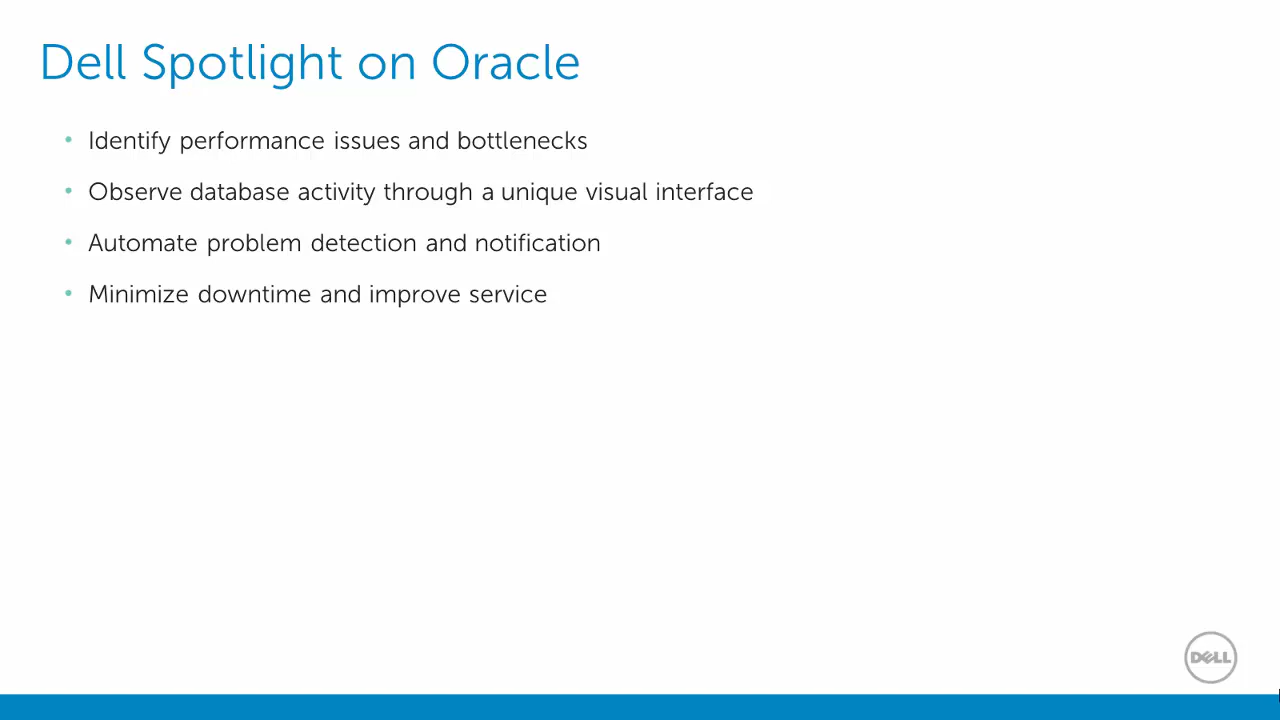 Dell Spotlight on Oracle
• Identify performance issues and bottlenecks
• Observe database activity through a unique visual interface
• Automate problem detection and notification
• Minimize downtime and improve service
DELL